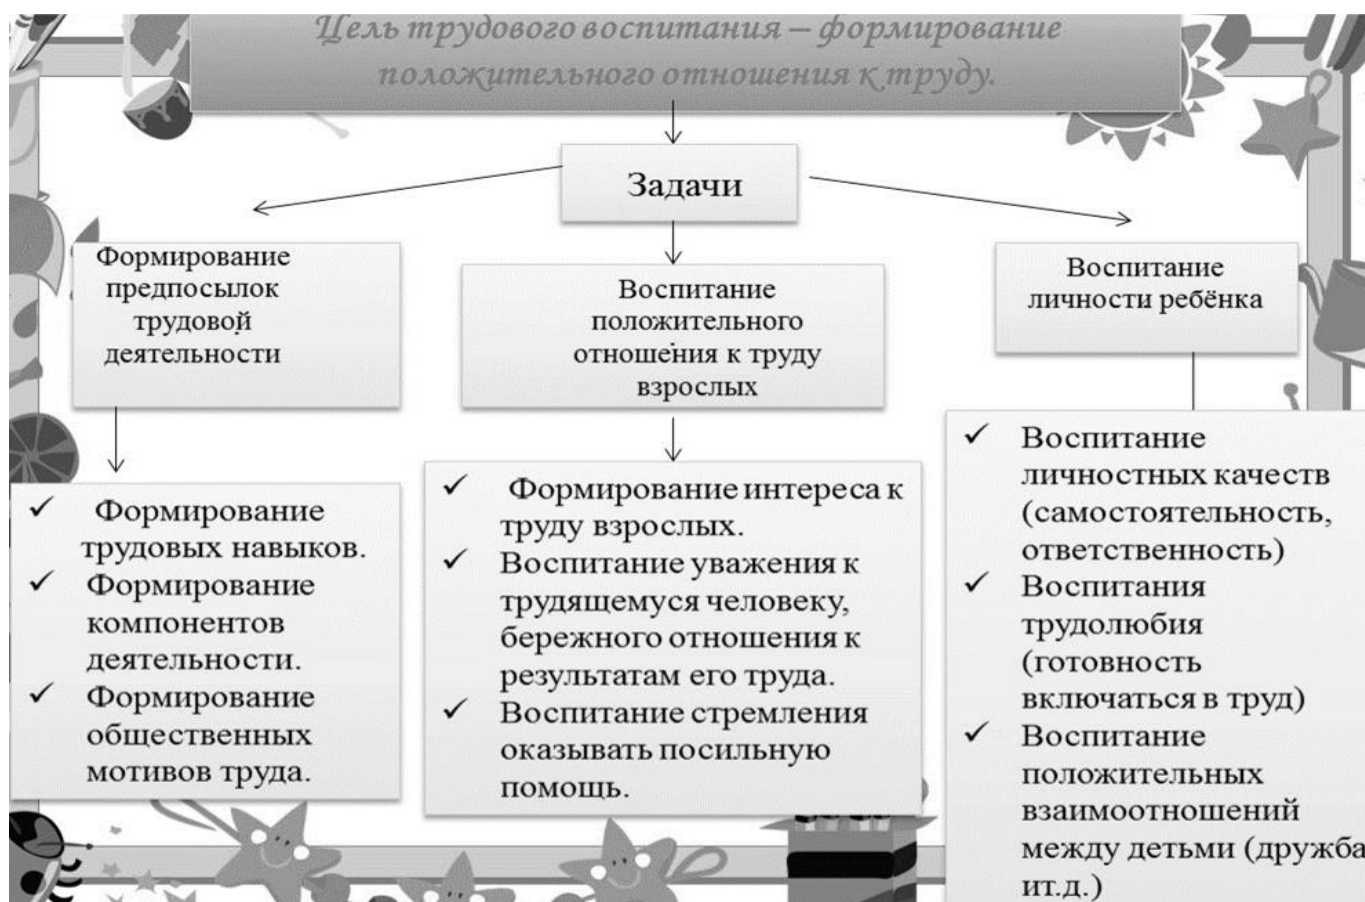 Цель трудового воспитания – формирование
положительного отношения к труду.
Задачи
Формирование
предпосылок
трудовой
деятельности
Воспитание
положительного
отношения к труду
взрослых
Воспитание
личности ребёнка
✓ Формирование
трудовых навыков.
✓ Формирование
компонентов
деятельности.
✓ Формирование
общественных
мотивов труда.
✓ Формирование интереса к
труду взрослых.
✓ Воспитание уважения к
трудящемуся человеку,
бережного отношения к
результатам его труда.
✓ Воспитание стремления
оказывать посильную
помощь.
✓ Воспитание
личностных качеств
(самостоятельность,
ответственность)
✓ Воспитания
трудолюбия
(готовность
включаться в труд)
✓ Воспитание
положительных
взаимоотношений
между детьми (дружба
ит.д.)